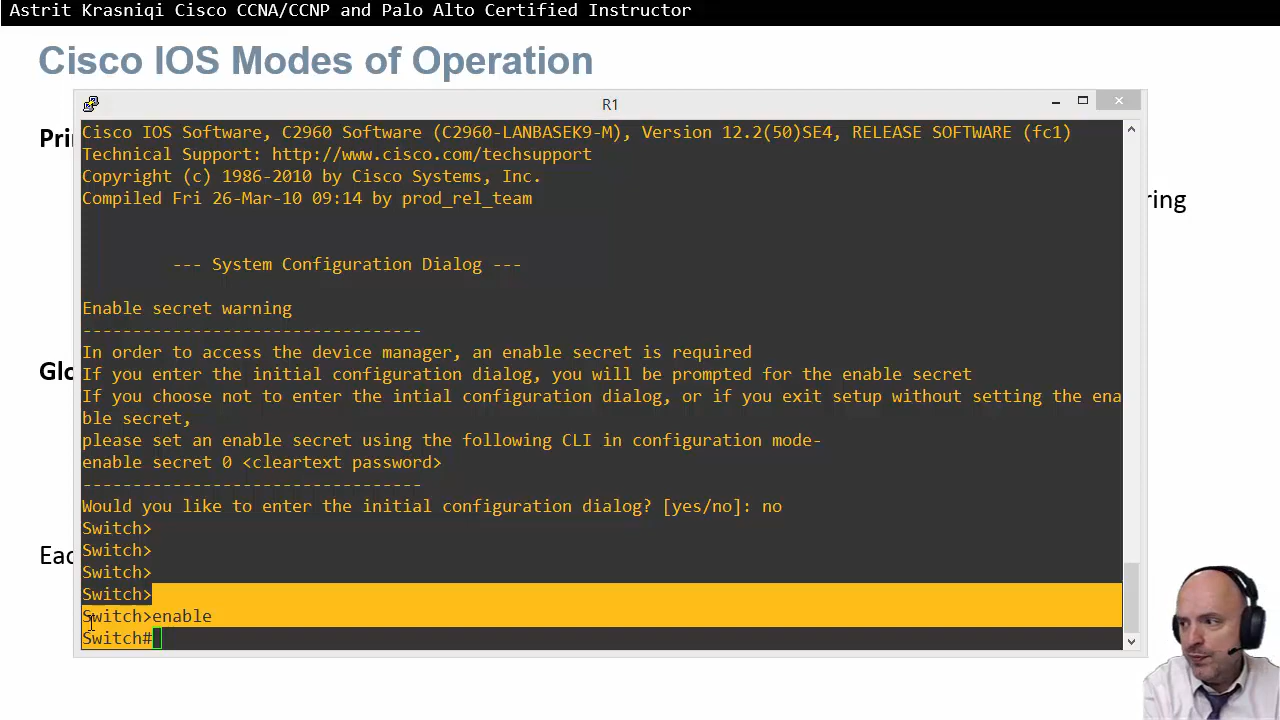 Astrit Krasniqi Cisco CCNA/CCNP and Palo Alto Certified Instructor
Cisco IOS Modes of Operation
R1
Cisco IOS Software, C2960 Software (C2960-LANBASEK9-M), Version 12.2(50)SE4, RELEASE SOFTWARE (fc1)
Technical Support: http://www.cisco.com/techsupport
Copyright (c) 1986-2010 by Cisco Systems, Inc.
Compiled Fri 26-Mar-10 09:14 by prod_rel_team
--- System Configuration Dialog ---
Enable secret warning
----------------------------------
In order to access the device manager, an enable secret is required
If you enter the initial configuration dialog, you will be prompted for the enable secret
If you choose not to enter the intial configuration dialog, or if you exit setup without setting the ena
ble secret,
please set an enable secret using the following CLI in configuration mode-
enable secret 0 <cleartext password>
----------------------------------
Would you like to enter the initial configuration dialog? [yes/no]: no
Switch>
Switch>
Switch>
Switch>
Switch>enable
Switch#